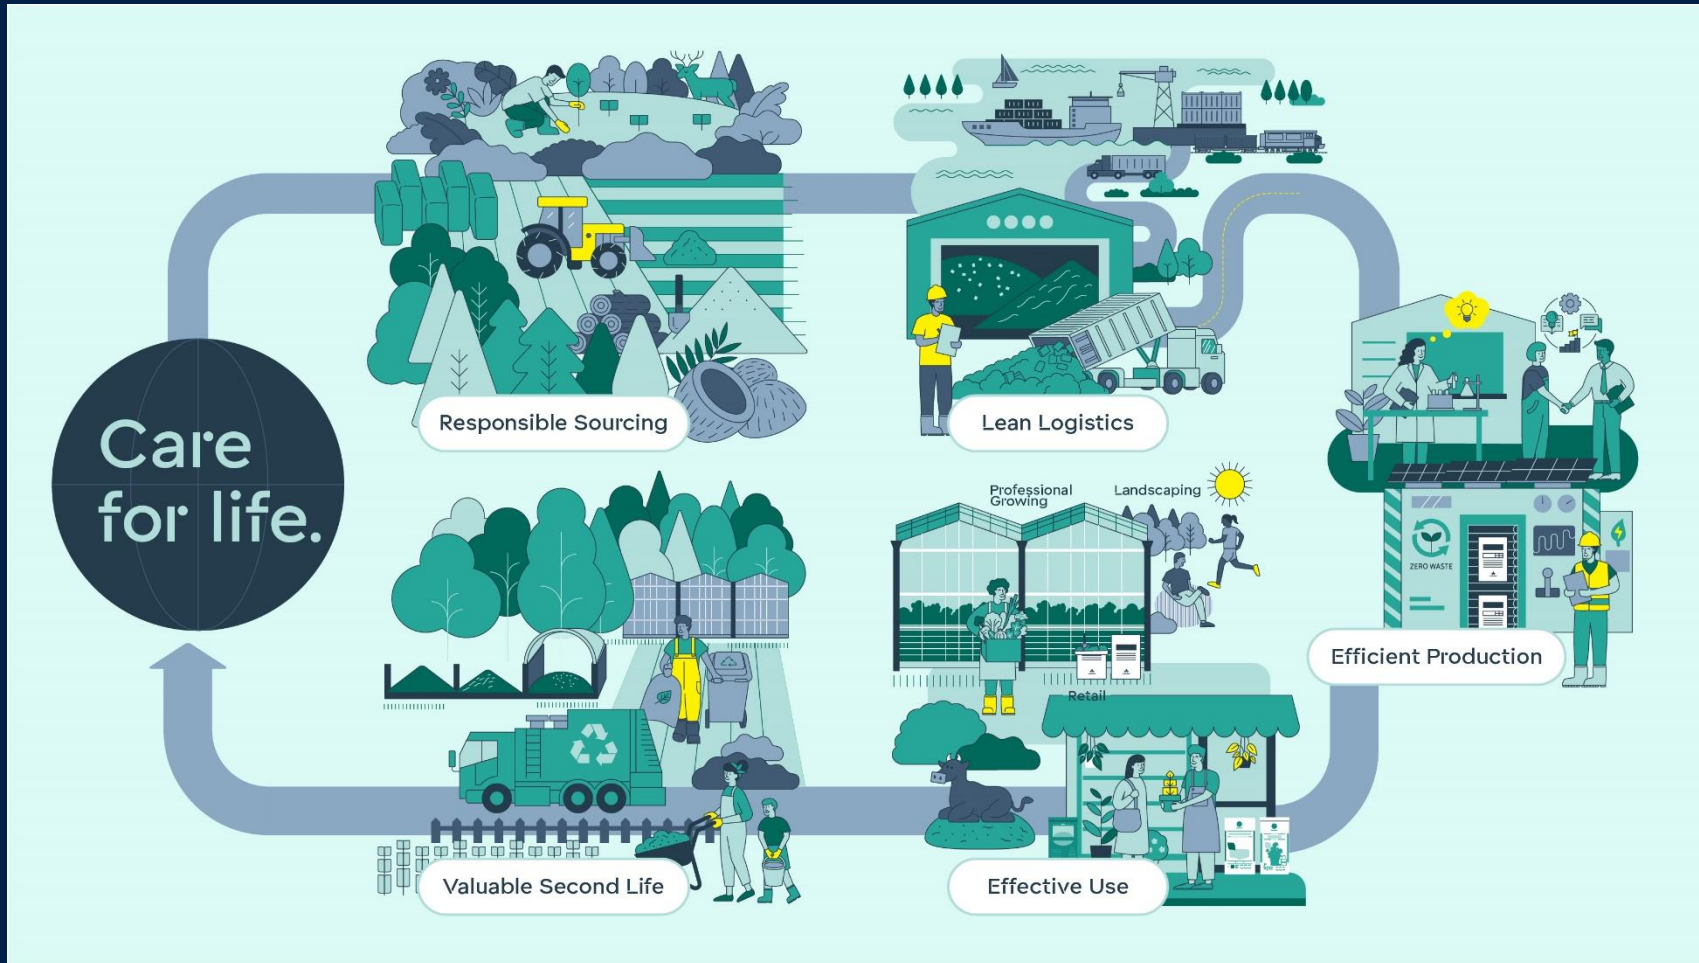 Care
for life.
Responsible Sourcing
Lean Logistics
ZERO WASTE
Efficient Production
Professional
Growing
Landscaping
Retail
Effective Use
Valuable Second Life